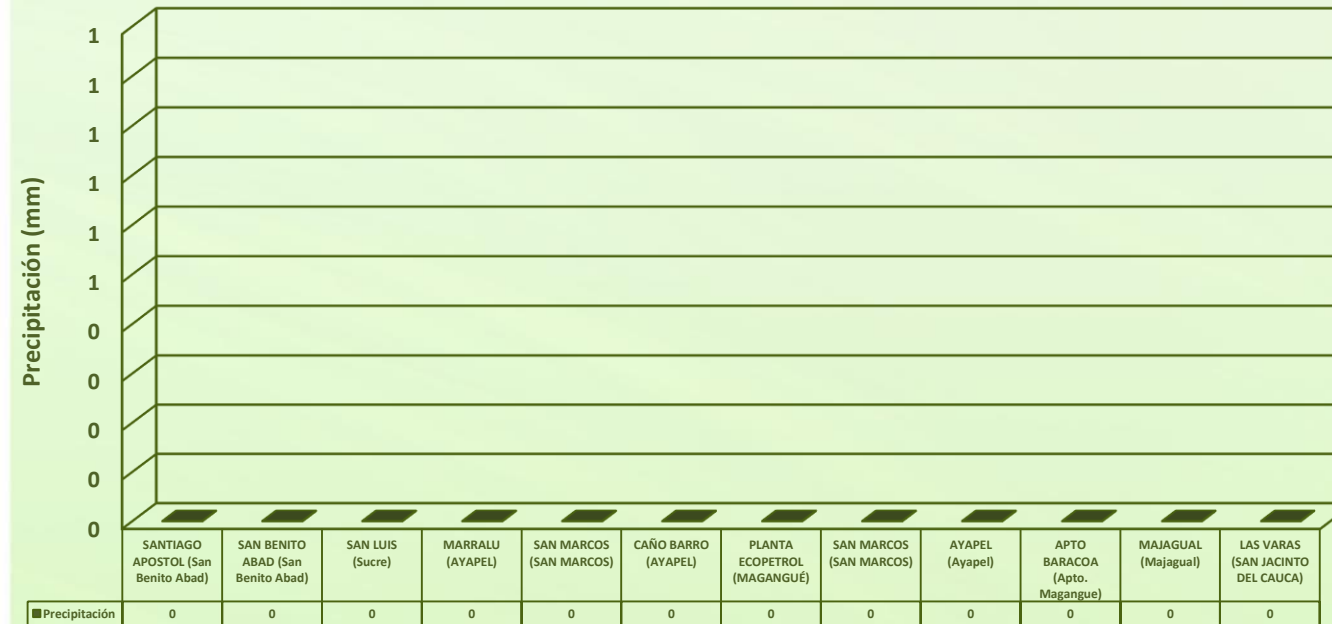 Precipitación (mm)
1
1
1
1
1
1
0
0
0
0
0
SANTIAGO
APOSTOL (San
Benito Abad)
SAN BENITO
ABAD (San
Benito Abad)
SAN LUIS
(Sucre)
MARRALU
(AYAPEL)
SAN MARCOS
(SAN MARCOS)
CAÑO BARRO
(AYAPEL)
PLANTA
ECOPETROL
(MAGANGUÉ)
SAN MARCOS
(SAN MARCOS)
AYAPEL
(Ayapel)
APTO
BARACOA
(Apto.
Magangue)
MAJAGUAL
(Majagual)
LAS VARAS
(SAN JACINTO
DEL CAUCA)
Precipitación 0 0 0 0 0 0 0 0 0 0 0 0